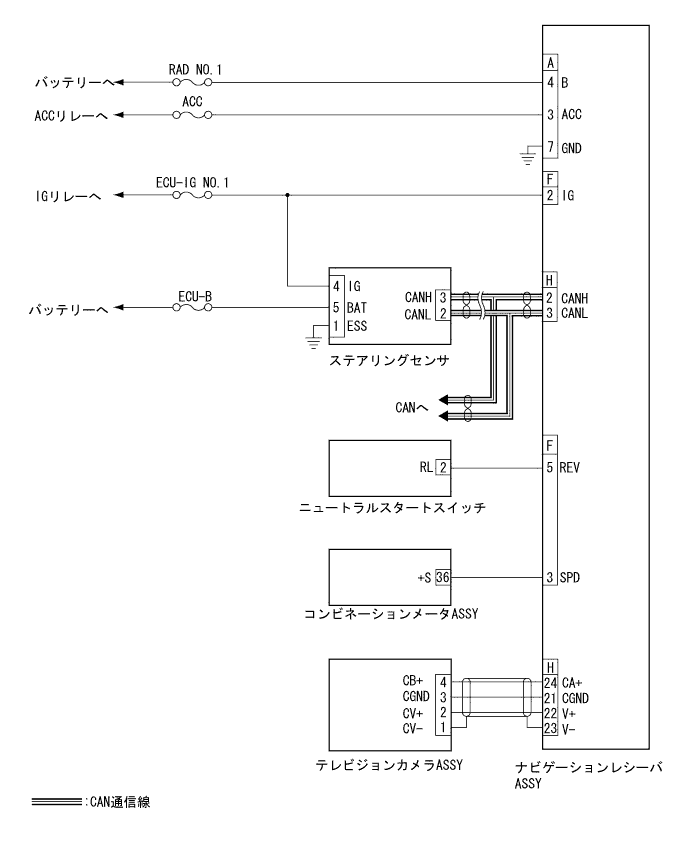 RAD NO.1
バッテリーへ
A
4 B
ACC
ACCリレーへ
3 ACC
7 GND
F
ECU-IG NO.1
IGリレーへ
2 IG
H
4 IG
ECU-B
バッテリーへ
5 BAT
1 ESS
CANH 3
CANL 2
2 CANH
3 CANL
ステアリングセンサ
CANへ
F
RL 2
5 REV
ニュートラルスタートスイッチ
+S 36
3 SPD
コンビネーションメータASSY
H
CB+ 4
24 CA+
CGND 3
21 CGND
CV+ 2
22 V+
CV- 1
23 V-
テレビジョンカメラASSY
ナビゲーションレシーバ
ASSY
:CAN通信線